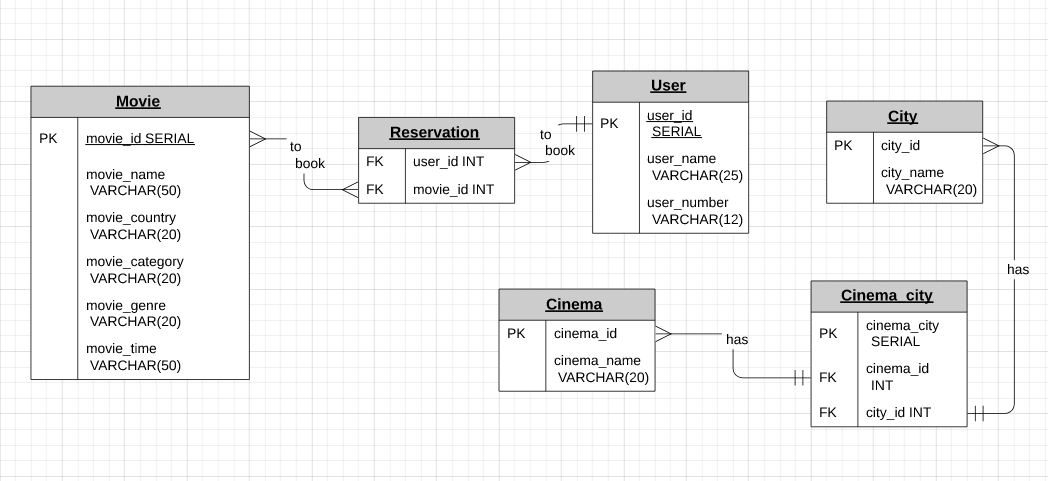 Movie
PK
movie_id SERIAL
movie_name
VARCHAR(50)
movie_country
VARCHAR(20)
movie_category
VARCHAR(20)
movie_genre
VARCHAR(20)
movie_time
VARCHAR(50)
to
book
Reservation
FK
user_id INT
FK
movie_id INT
to
book
User
PK
user_id
SERIAL
user_name
VARCHAR(25)
user_number
VARCHAR(12)
City
PK
city_id
city_name
VARCHAR(20)
has
Cinema
PK
cinema_id
cinema_name
VARCHAR(20)
has
Cinema_city
PK
cinema_city
SERIAL
FK
cinema_id
INT
FK
city_id INT